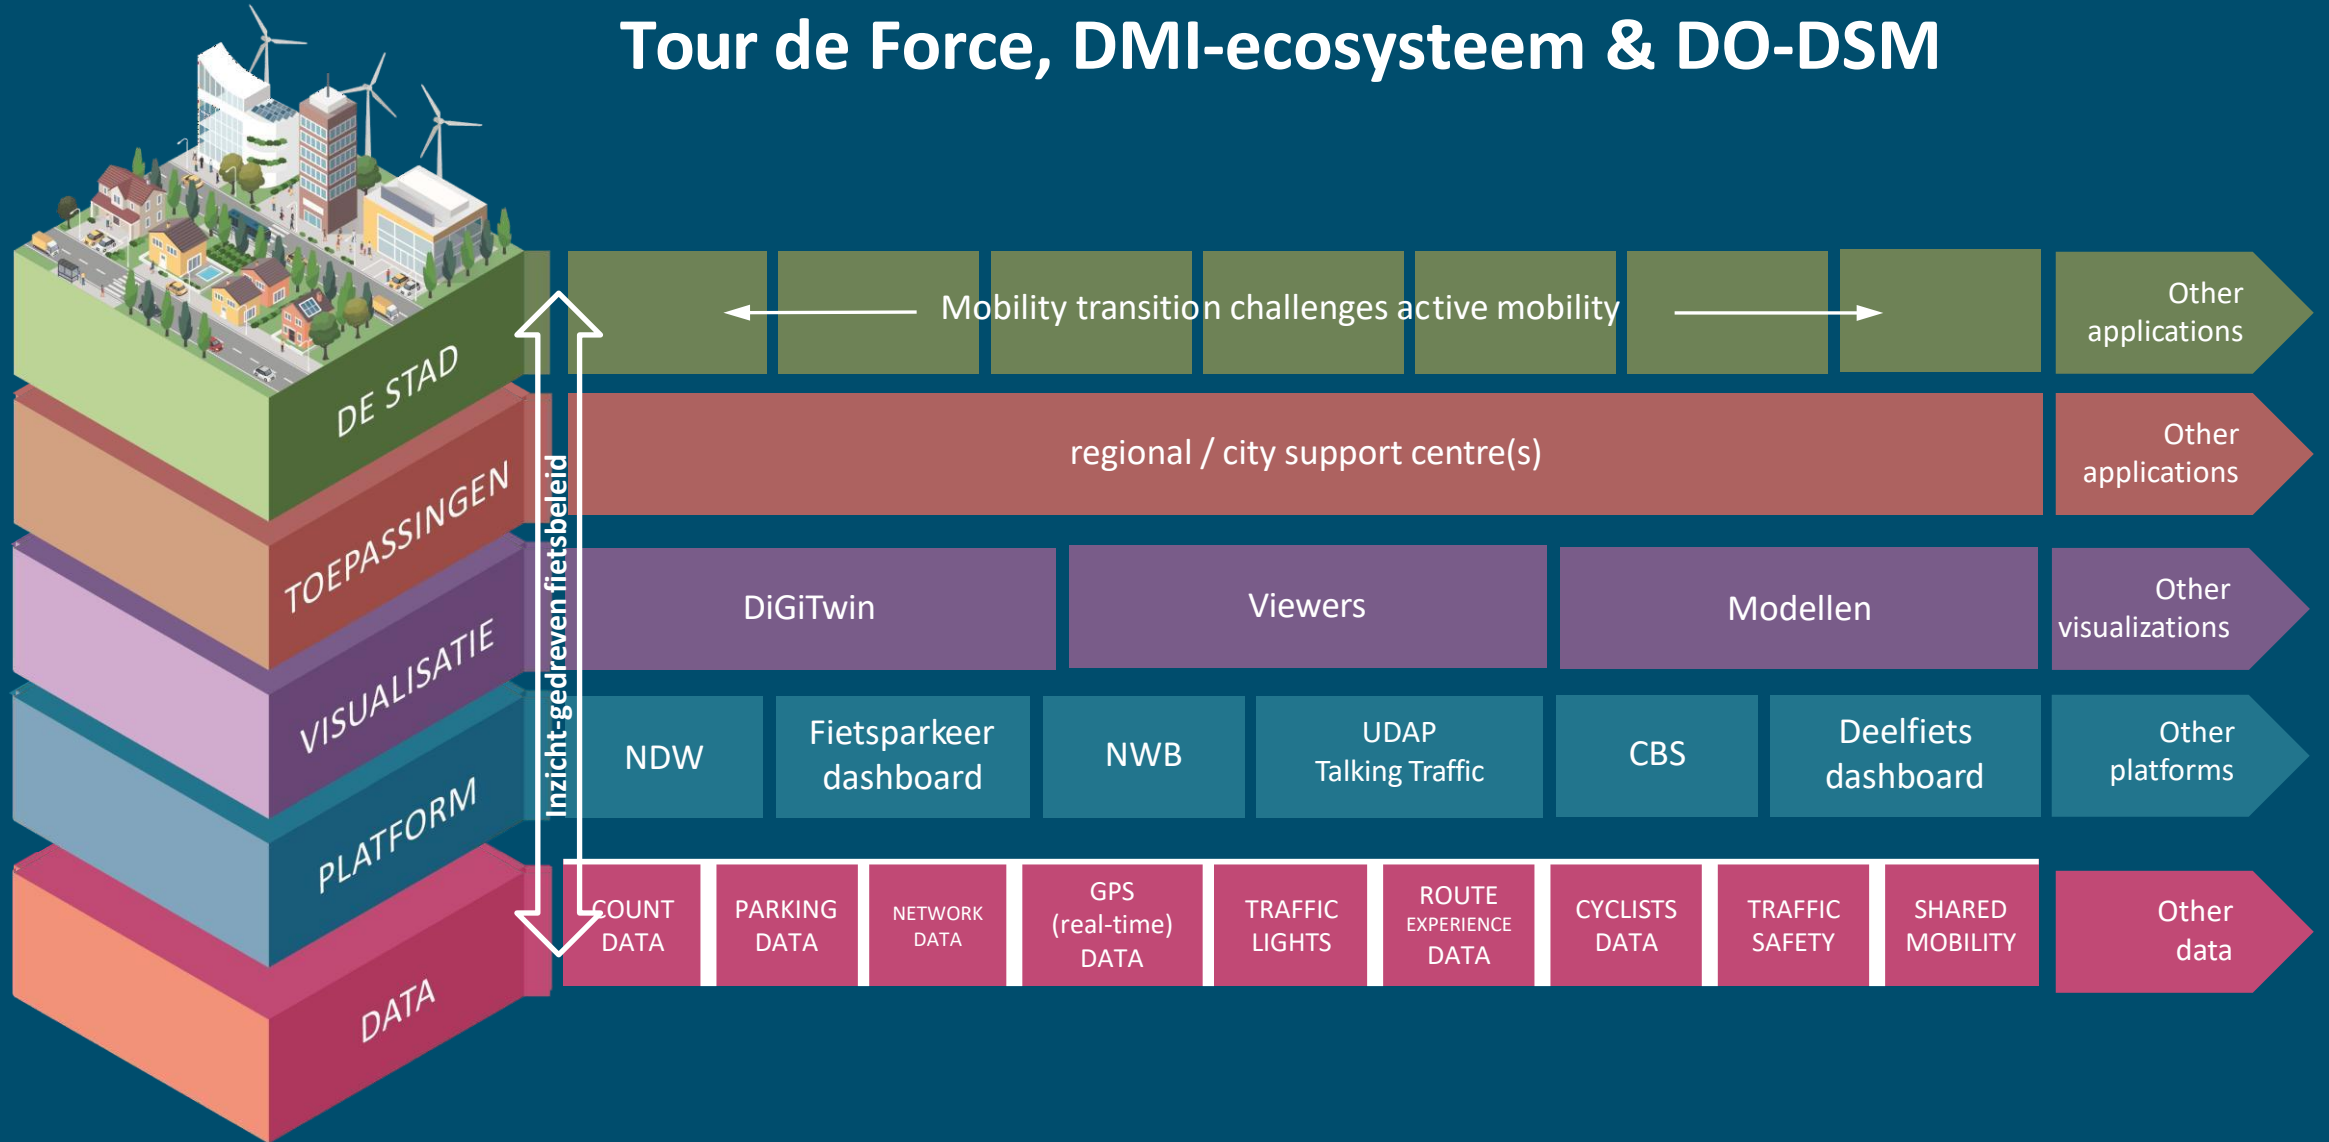 Tour de Force, DMI-ecosysteem & DO-DSM
DE STAD
Mobility transition challenges active mobility
Other
applications
TOEPASSINGEN
regional / city support centre(s)
Other
applications
Inzicht-gedreven fietsbeleid
VISUALISATIE
DiGiTwin
Viewers
Modellen
Other
visualizations
PLATFORM
NDW
Fietsparkeer
dashboard
NWB
UDAP
Talking Traffic
CBS
Deelfiets
dashboard
Other
platforms
DATA
COUNT
DATA
PARKING
DATA
NETWORK
DATA
GPS
(real-time)
DATA
TRAFFIC
LIGHTS
ROUTE
EXPERIENCE
DATA
CYCLISTS
DATA
TRAFFIC
SAFETY
SHARED
MOBILITY
Other
data